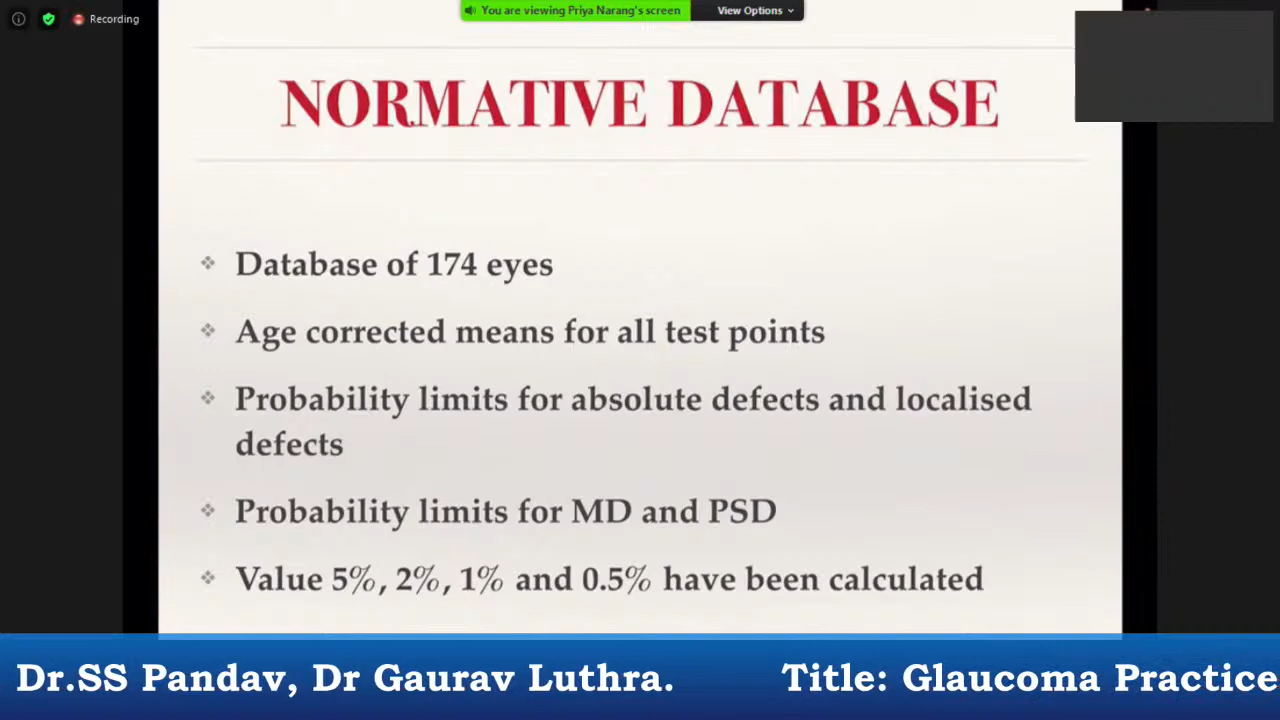 Recording
You are viewing Priya Narang's screen
View Options
NORMATIVE DATABASE
Database of 174 eyes
Age corrected means for all test points
Probability limits for absolute defects and localised
defects
Probability limits for MD and PSD
Value 5%, 2%, 1% and 0.5% have been calculated
Dr.SS Pandav, Dr Gaurav Luthra. Title: Glaucoma Practice